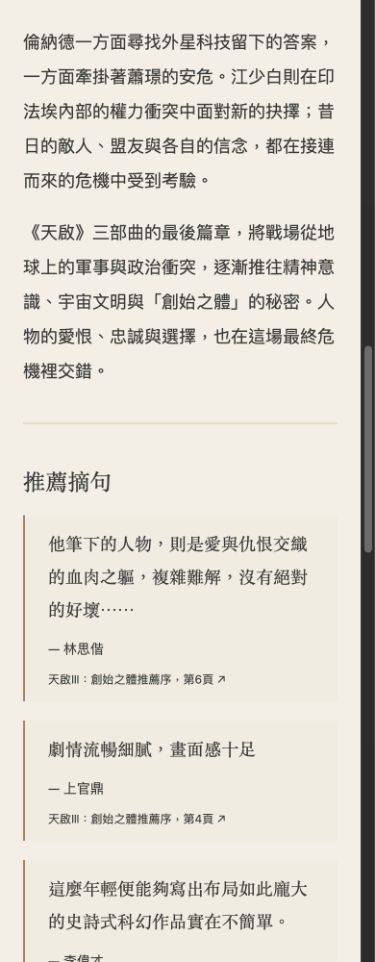 倫納德一方面尋找外星科技留下的答案，
一方面牽掛著蕭璟的安危。江少白則在印
法埃內部的權力衝突中面對新的抉擇；昔
日的敵人、盟友與各自的信念，都在接連
而來的危機中受到考驗。
《天啟》三部曲的最後篇章，將戰場從地
球上的軍事與政治衝突，逐漸推往精神意
識、宇宙文明與「創始之體」的秘密。人
物的愛恨、忠誠與選擇，也在這場最終危
機裡交錯。
推薦摘句
他筆下的人物，則是愛與仇恨交織
的血肉之軀，複雜難解，沒有絕對
的好壞……
— 林思偕
天啟III：創始之體推薦序，第6頁 ↗
劇情流暢細膩，畫面感十足
— 上官鼎
天啟III：創始之體推薦序，第4頁 ↗
這麼年輕便能夠寫出布局如此龐大
的史詩式科幻作品實在不簡單。
— 李偉才